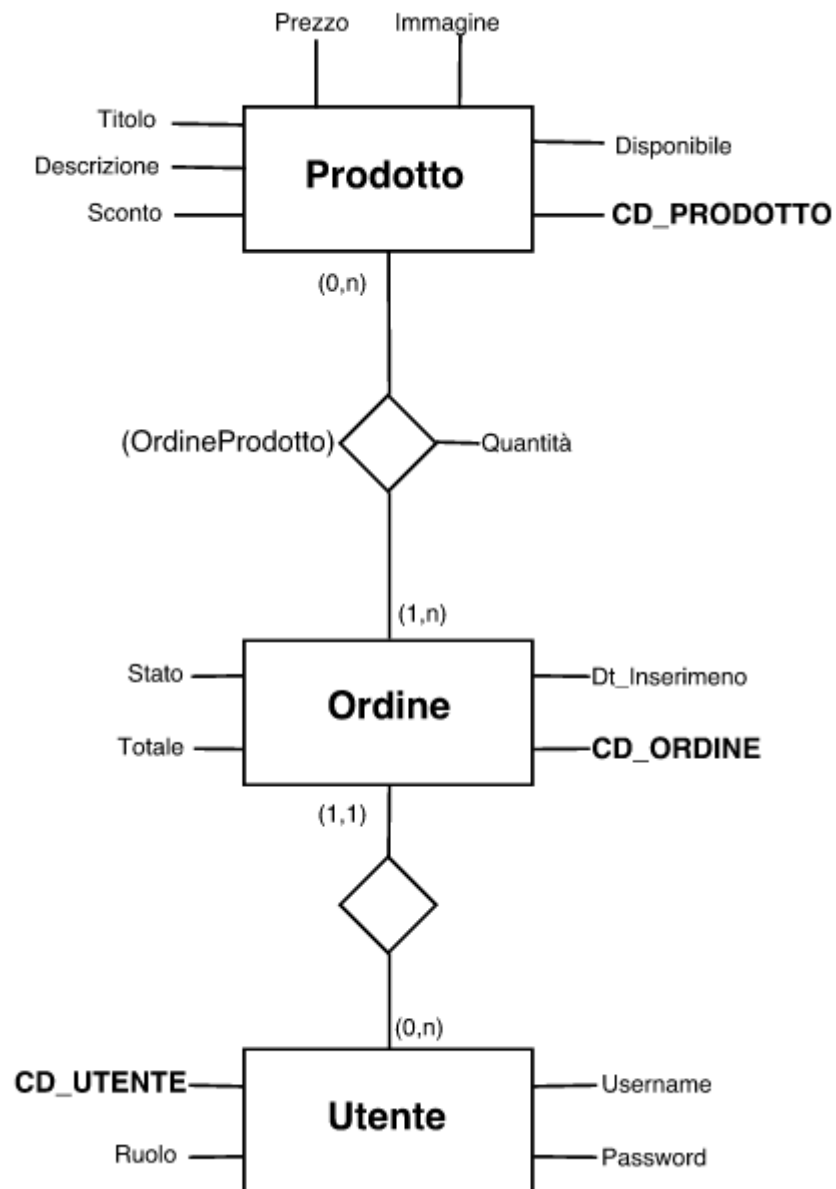 Prezzo Immagine
Titolo
Disponibile
Descrizione
Prodotto
Sconto
CD_PRODOTTO
(0,n)
(OrdineProdotto)
Quantità
(1,n)
Stato
Dt_Inserimeno
Ordine
Totale
CD_ORDINE
(1,1)
(0,n)
CD_UTENTE
Username
Utente
Ruolo
Password